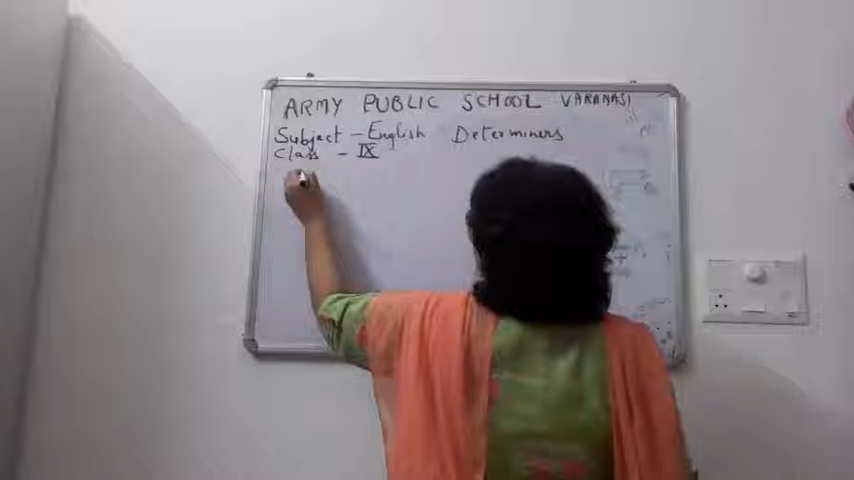 ARMY PUBLIC SCHOOL VARANASI
Subject - English Determiners
Class - IX